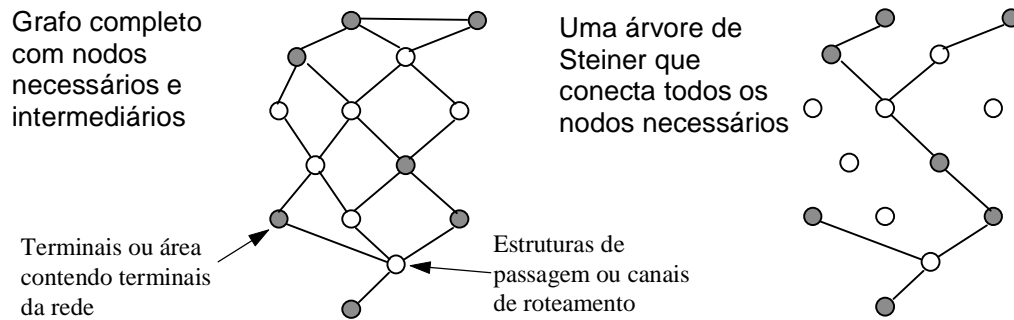 Grafo completo
com nodos
necessários e
intermediários
Uma árvore de
Steiner que
conecta todos os
nodos necessários
Terminais ou área
contendo terminais
da rede
Estruturas de
passagem ou canais
de roteamento